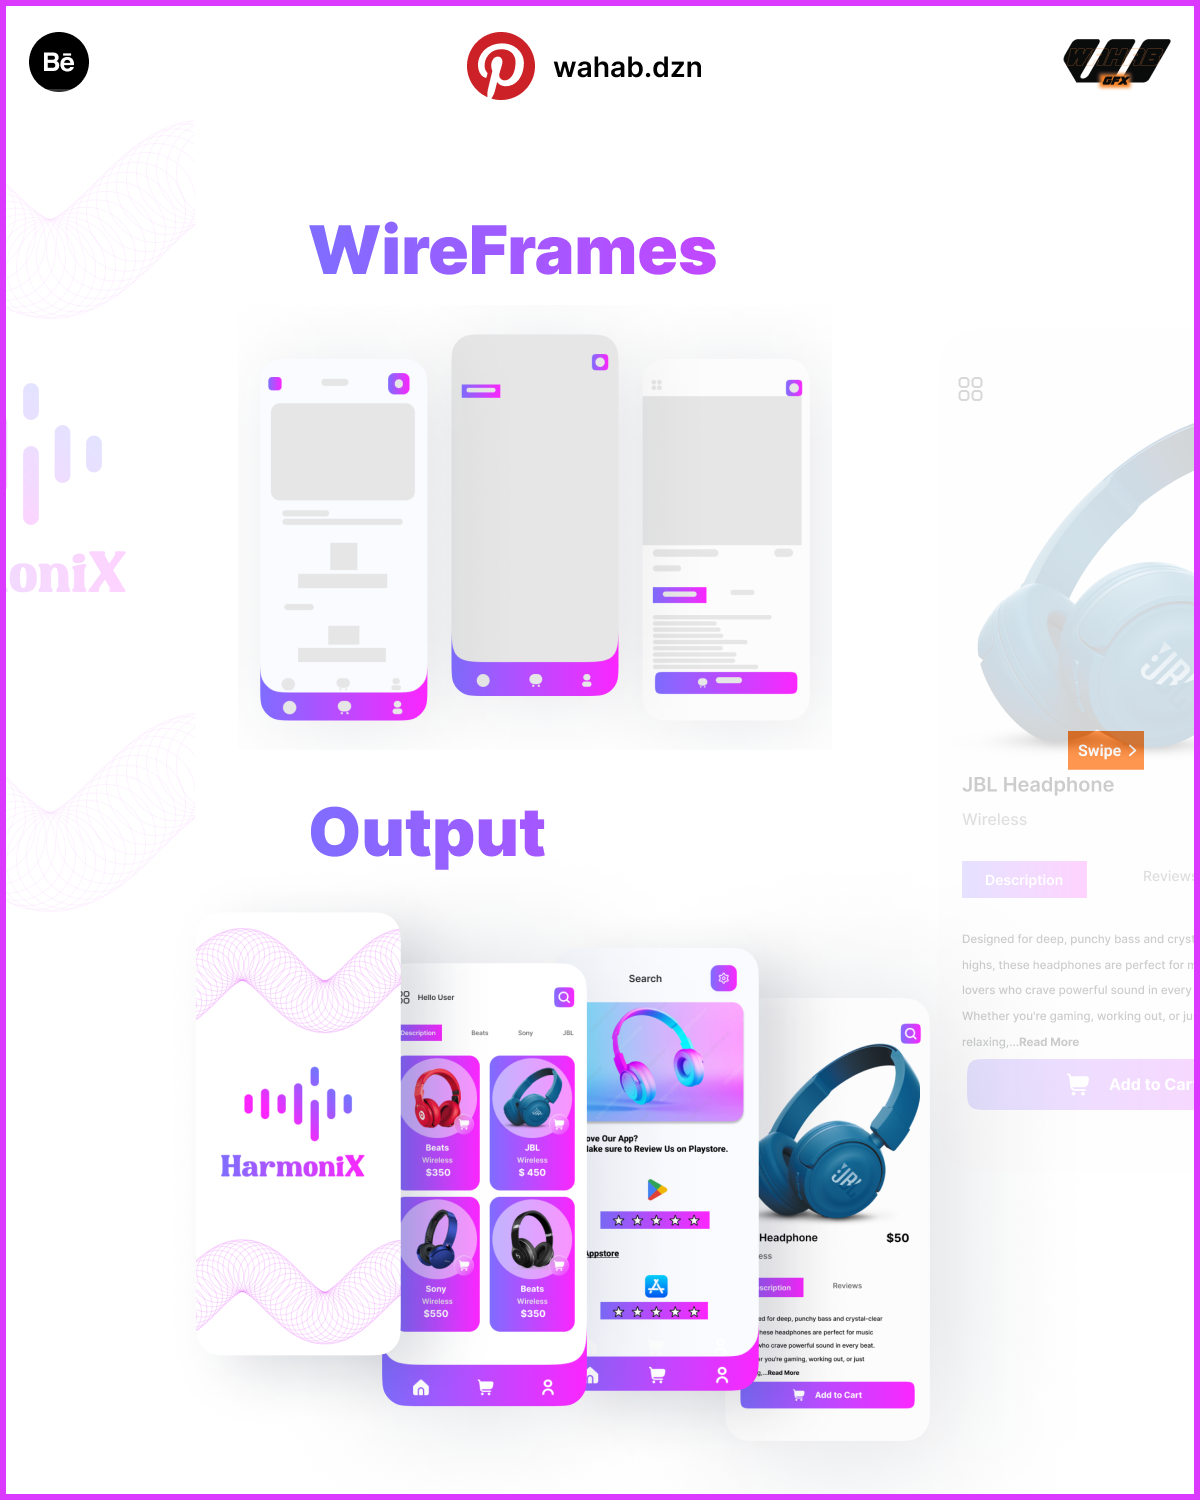 Bē
wahab.dzn
WAHAB
GFX
WireFrames
oniX
JBL
Swipe >
JBL Headphone
Wireless
Description
Reviews
Designed for deep, punchy bass and
highs, these headphones are perfect for
lovers who crave powerful sound in every
Whether you're gaming, working out, or
relaxing,...Read More
Add to
Output
HarmoniX
Hello User
Description
Beats
Sony
JBL
Beats
Wireless
$350
JBL
Wireless
$ 450
Sony
Wireless
$550
Beats
Wireless
$350
Search
ove Our App?
Make sure to Review Us on Playstore.
Appstore
JBL
Headphone
$50
ess
scription
Reviews
ed for deep, punchy bass and crystal-clear
hese headphones are perfect for music
who crave powerful sound in every beat.
r you're gaming, working out, or just
g,...Read More
Add to Cart